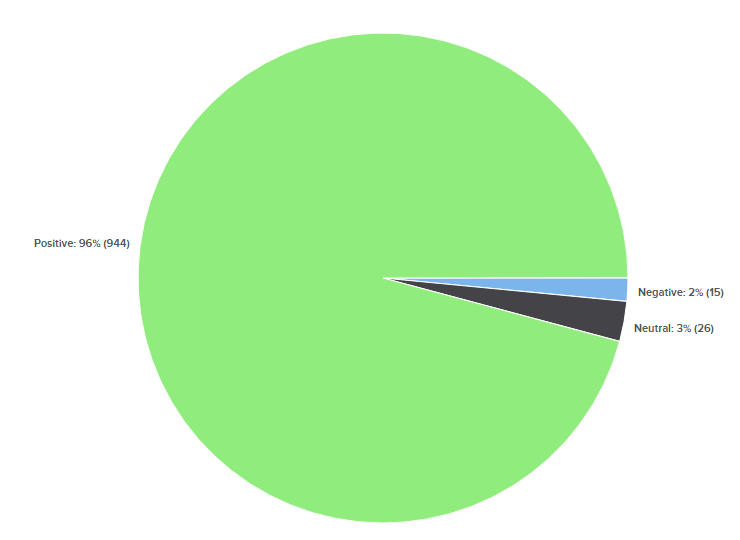 Positive: 96% (944)
Negative: 2% (15)
Neutral: 3% (26)